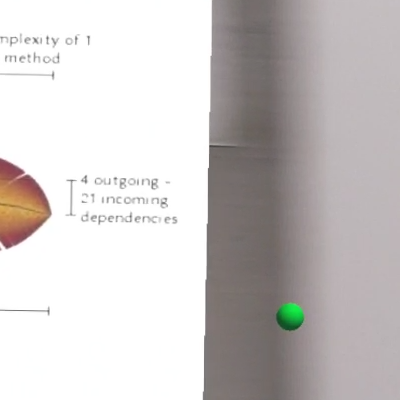 mplexity of 1
method
4 outgoing -
21 incoming
dependencies